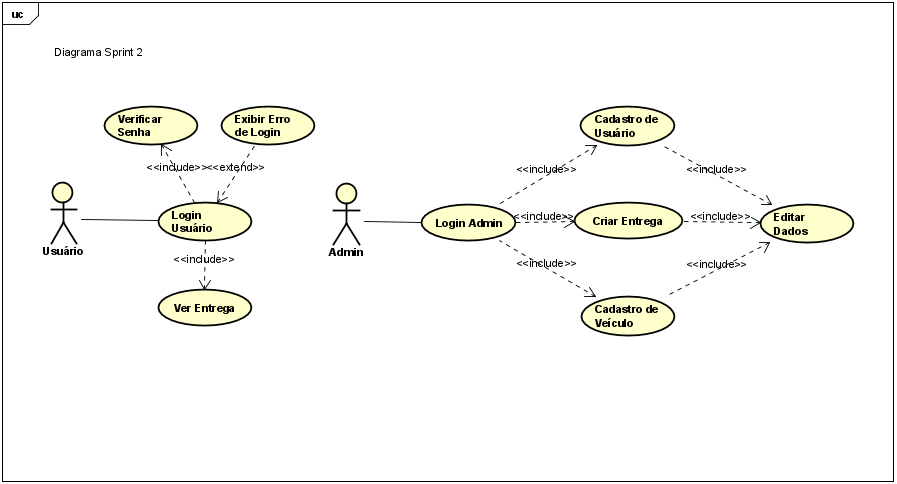 uc
Diagrama Sprint 2
Verificar
Senha
Exibir Erro
de Login
<<include>>
<<extend>>
Usuário
Login
Usuário
<<include>>
Ver Entrega
Admin
Login Admin
<<include>>
<<include>>
<<include>>
Cadastro de
Usuário
Criar Entrega
Cadastro de
Veículo
<<include>>
<<include>>
<<include>>
Editar
Dados